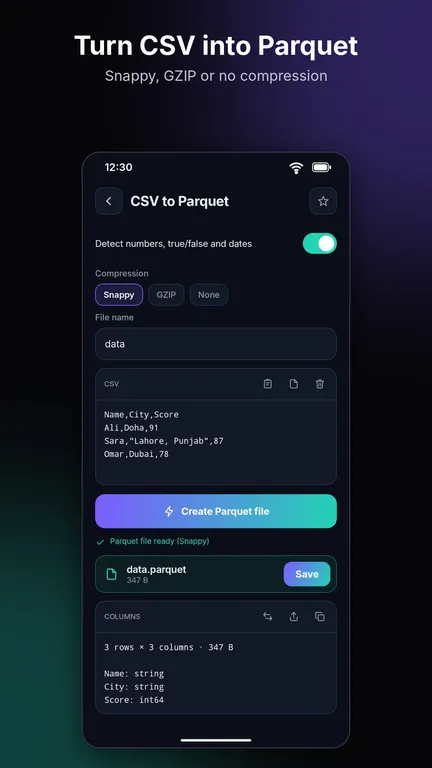 Turn CSV into Parquet
Snappy, GZIP or no compression
12:30
CSV to Parquet
Detect numbers, true/false and dates
Compression
Snappy GZIP None
File name
data
CSV
Name,City,Score
Ali,Doha,91
Sara,"Lahore, Punjab",87
Omar,Dubai,78
Create Parquet file
Parquet file ready (Snappy)
data.parquet
347 B
Save
COLUMNS
3 rows × 3 columns · 347 B
Name: string
City: string
Score: int64